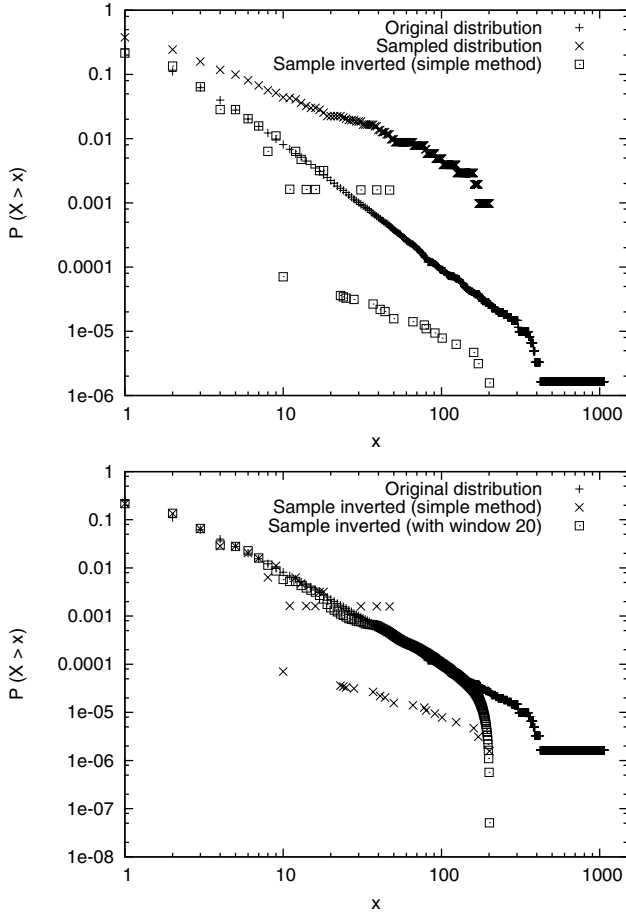 Original distribution
Sampled distribution
Sample inverted (simple method)
1
0.1
0.01
0.001
0.0001
1e-05
1e-06
P (X > x)
1 10 100 1000
x
Original distribution
Sample inverted (simple method)
Sample inverted (with window 20)
1
0.1
0.01
0.001
0.0001
1e-05
1e-06
1e-07
1e-08
P (X > x)
1 10 100 1000
x